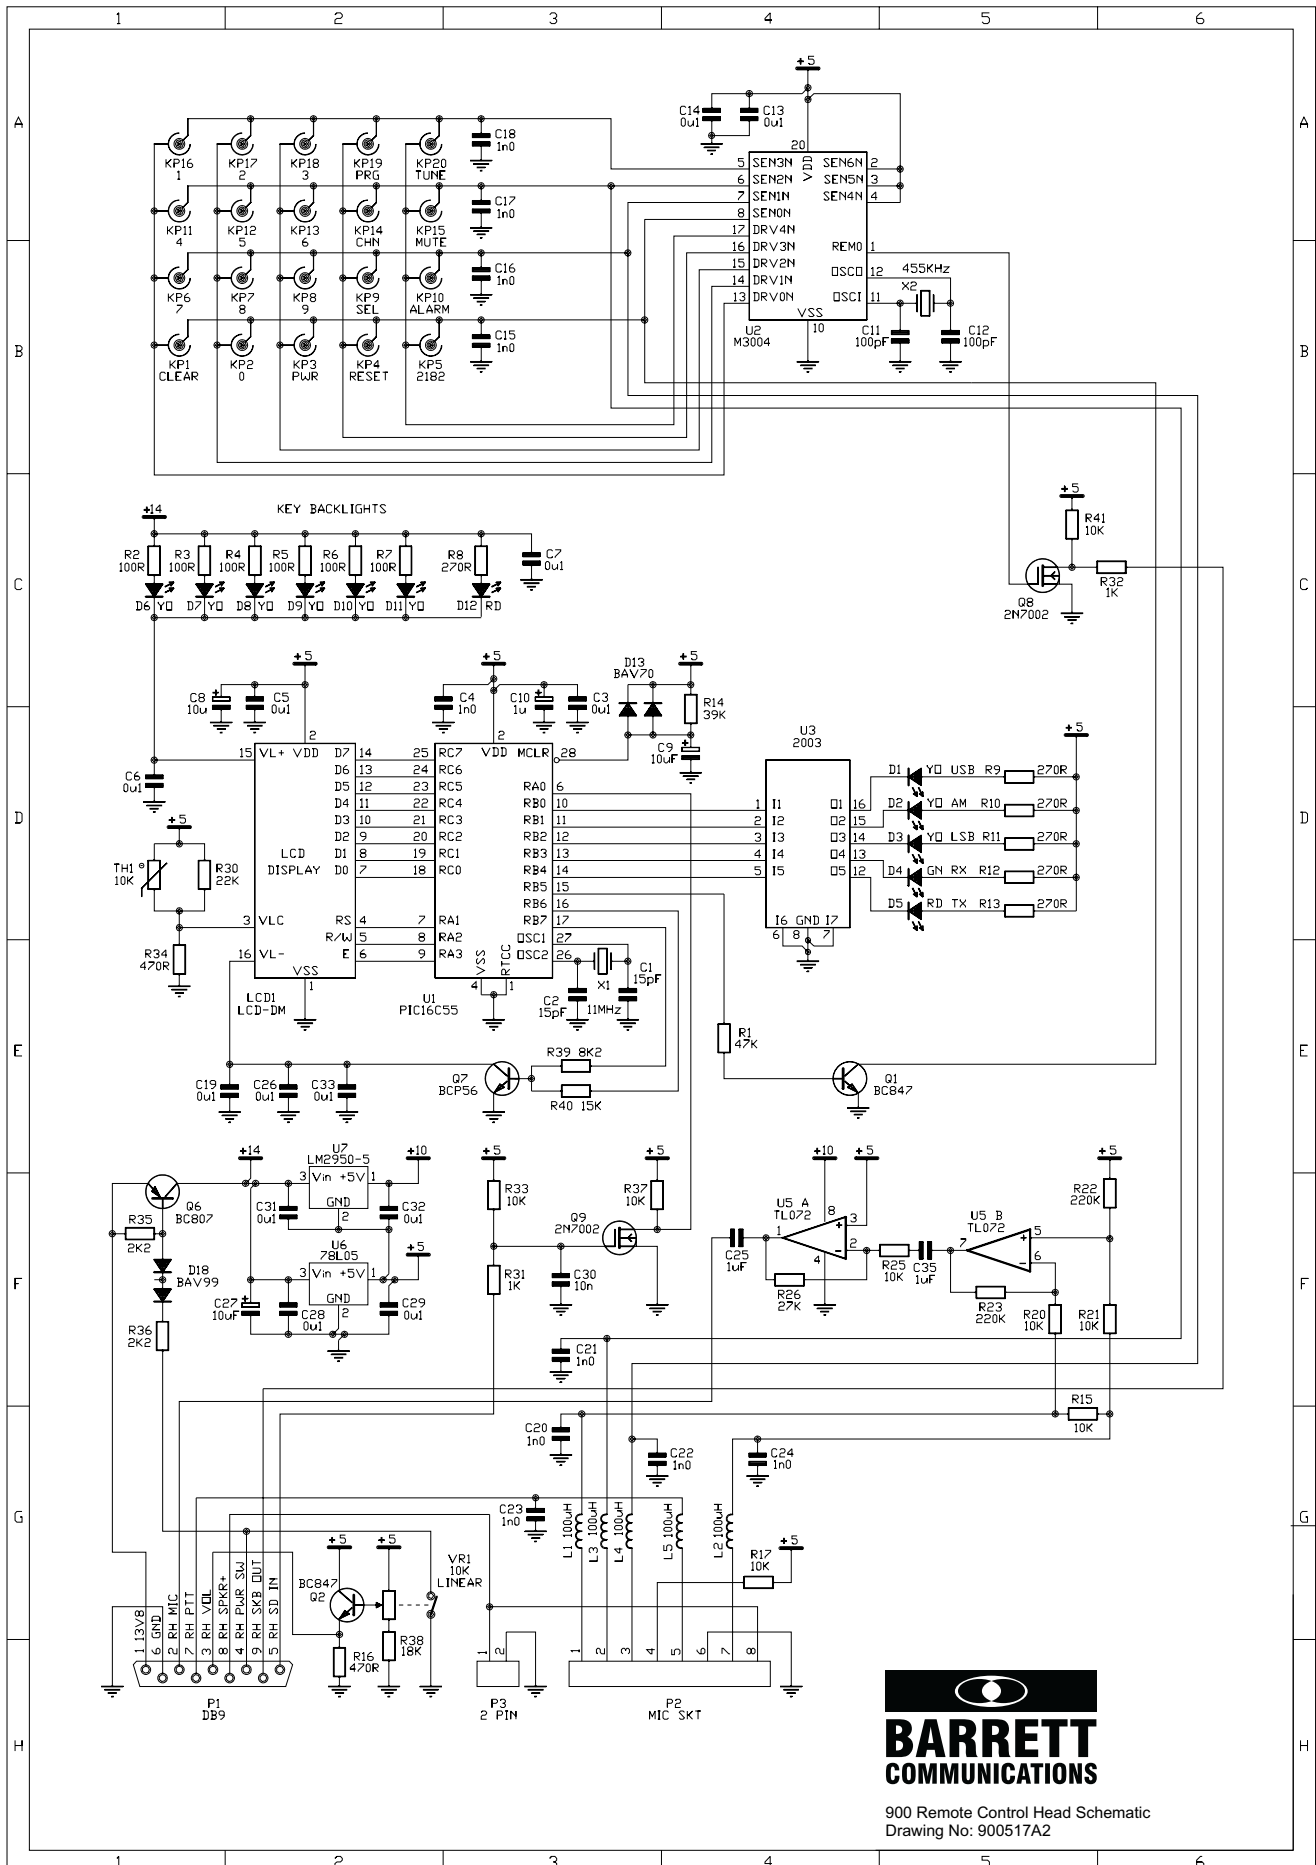 1 2 3 4 5 6
A A
B B
C C
D D
E E
F F
G G
H H
+5
C14 0u1
C13 0u1
KP16 1
KP17 2
KP18 3
KP19 PRG
KP20 TUNE
C18 1n0
KP11 4
KP12 5
KP13 6
KP14 CHN
KP15 MUTE
C17 1n0
KP6 7
KP7 8
KP8 9
KP9 SEL
KP10 ALARM
C16 1n0
KP1 CLEAR
KP2 0
KP3 PWR
KP4 RESET
KP5 2182
C15 1n0
20 VDD
5 SEN3N SEN6N 2
6 SEN2N SEN5N 3
7 SEN1N SEN4N 4
8 SEN0N
17 DRV4N
16 DRV3N REMO 1
15 DRV2N
14 DRV1N OSCO 12
13 DRV0N OSCI 11
VSS 10
U2 M3004
455KHz X2
C11 100pF
C12 100pF
+14
KEY BACKLIGHTS
R2 100R
R3 100R
R4 100R
R5 100R
R6 100R
R7 100R
R8 270R
C7 0u1
D6 YO
D7 YO
D8 YO
D9 YO
D10 YO
D11 YO
D12 RD
+5
R41 10K
R32 1K
Q8 2N7002
+5
C8 10u
C5 0u1
+5
C4 1n0
C10 1u
C3 0u1
D13 BAV70
+5
R14 39K
C9 10uF
C6 0u1
+5
TH1 10K
R30 22K
R34 470R
2
15 VL+ VDD D7 14
D6 13
D5 12
D4 11
D3 10
D2 9
LCD D1 8
DISPLAY D0 7
3 VLC RS 4
R/W 5
16 VL- E 6
VSS 1
LCD1 LCD-DM
2
25 RC7 VDD MCLR 28
24 RC6
23 RC5 RA0 6
22 RC4 RB0 10
21 RC3 RB1 11
20 RC2 RB2 12
19 RC1 RB3 13
18 RC0 RB4 14
RB5 15
RB6 16
7 RA1 RB7 17
8 RA2 OSC1 27
9 RA3 OSC2 26
VSS RTCC
4 1
U1 PIC16C55
X1 11MHz
C1 15pF
C2 15pF
U3 2003
1 I1 O1 16
2 I2 O2 15
3 I3 O3 14
4 I4 O4 13
5 I5 O5 12
I6 GND I7
6 8 7
+5
D1 YO USB R9 270R
D2 YO AM R10 270R
D3 YO LSB R11 270R
D4 GN RX R12 270R
D5 RD TX R13 270R
R1 47K
Q1 BC847
C19 0u1
C26 0u1
C33 0u1
Q7 BCP56
R39 8K2
R40 15K
+14
U7 LM2950-5
3 Vin +5V 1
GND 2
+10
Q6 BC807
C31 0u1
C32 0u1
R35 2K2
U6 78L05
3 Vin +5V 1
GND 2
+5
D18 BAV99
C27 10uF
C28 0u1
C29 0u1
R36 2K2
+5
R33 10K
+5
R37 10K
Q9 2N7002
R31 1K
C30 10n
C25 1uF
+10
+5
U5 A TL072
8 3 1 2 4
+
-
R26 27K
R25 10K
C35 1uF
U5 B TL072
5 7 6
+
-
R23 220K
+5
R22 220K
R20 10K
R21 10K
C21 1n0
R15 10K
C20 1n0
C22 1n0
C24 1n0
C23 1n0
L1 100uH
L3 100uH
L4 100uH
L5 100uH
L2 100uH
+5
R17 10K
1 13V8
6 GND
2 RH MIC
7 RH PTT
3 RH VOL
8 RH SPKR+
4 RH PWR SW
9 RH SKB OUT
5 RH SD IN
+5
+5
BC847 Q2
VR1 10K LINEAR
R16 470R
R38 18K
P1 DB9
1 2
P3 2 PIN
1 2 3 4 5 6 7 8
P2 MIC SKT
BARRETT
COMMUNICATIONS
900 Remote Control Head Schematic
Drawing No: 900517A2
1 2 3 4 5 6